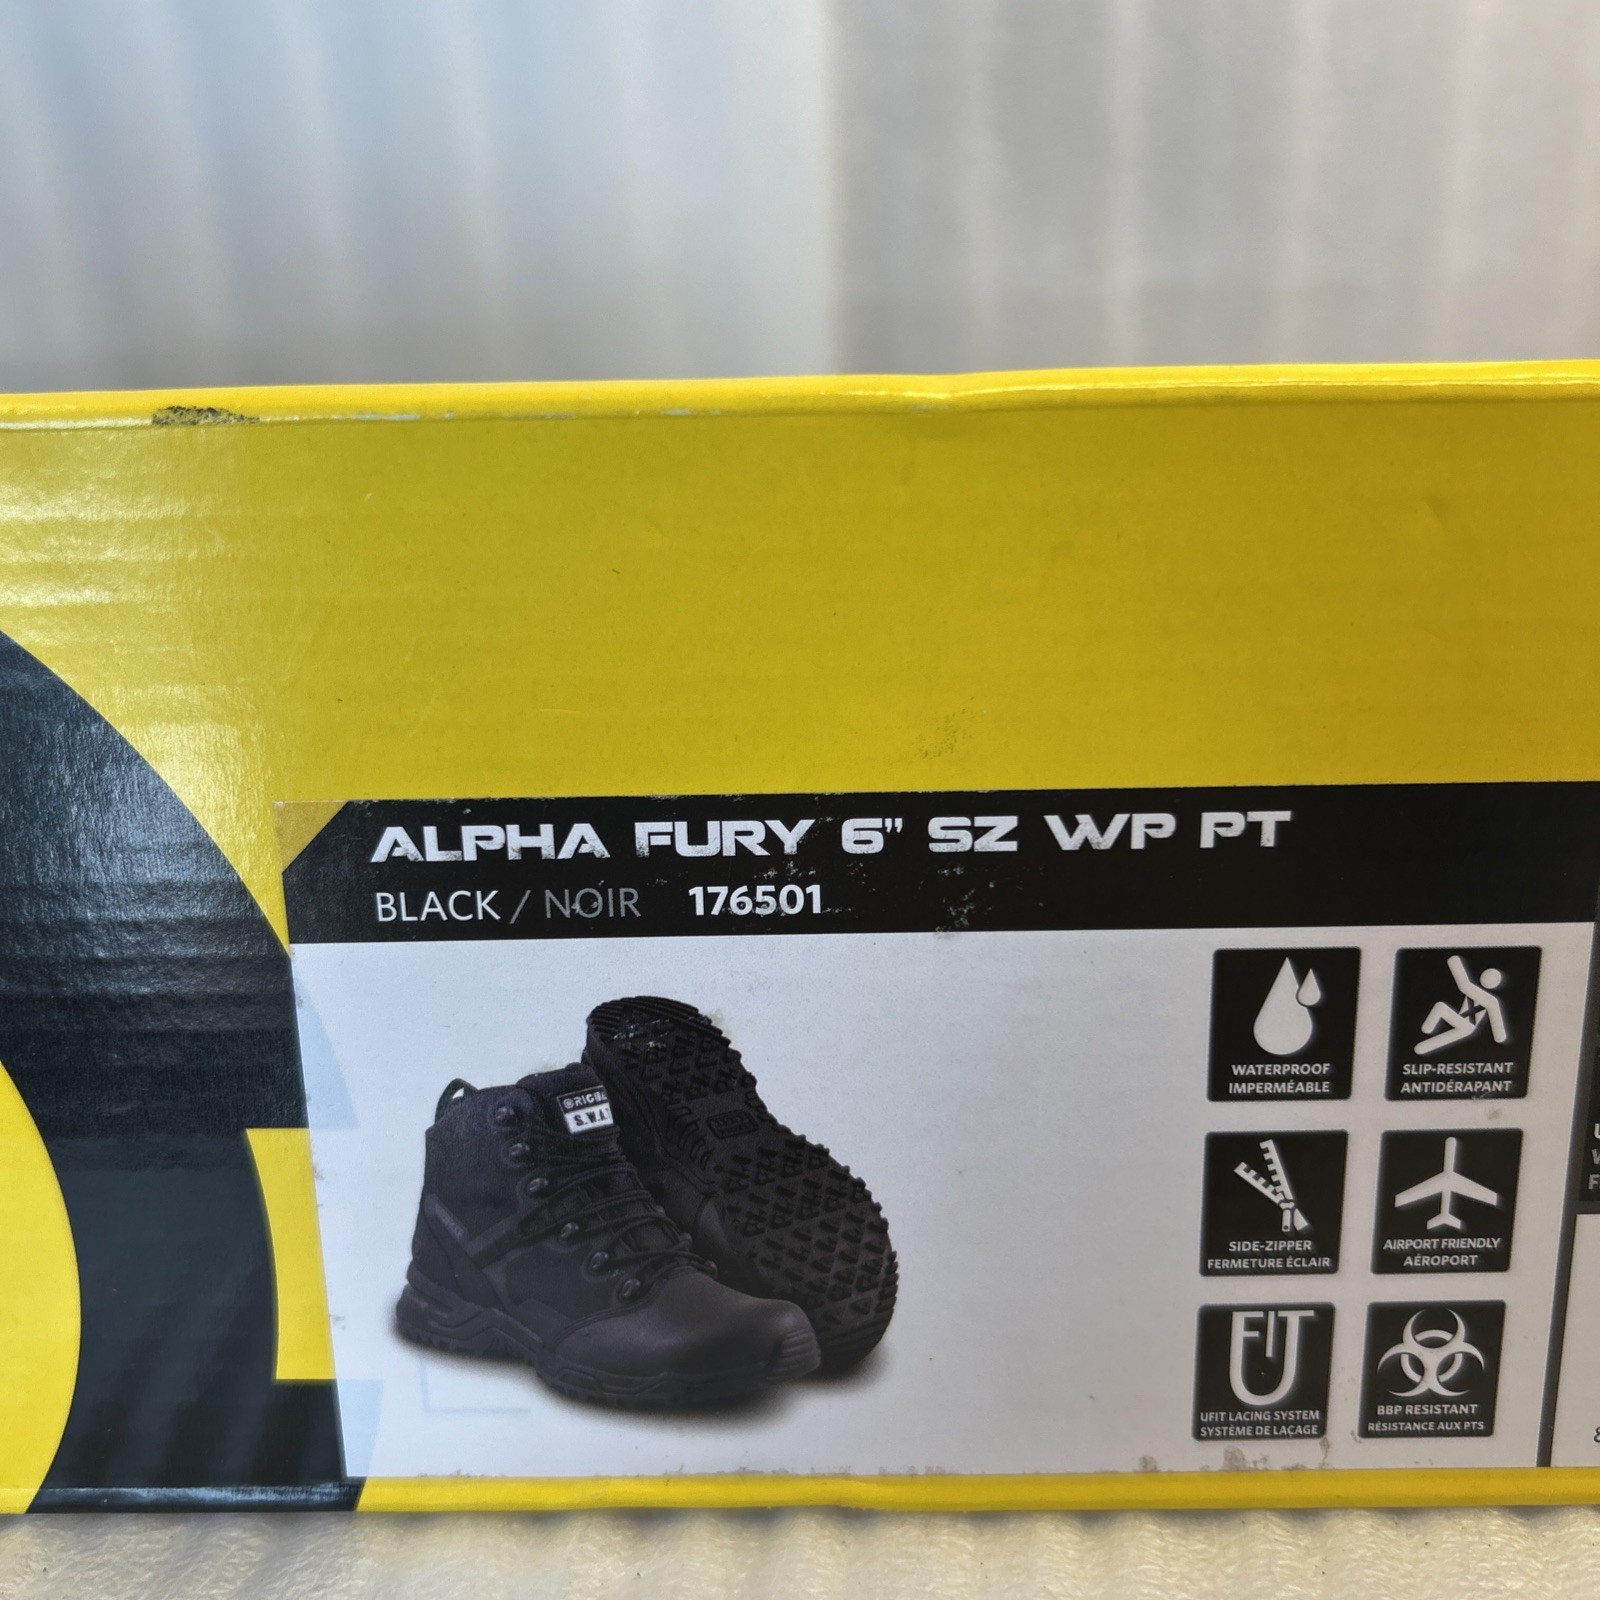 ALPHA FURY 6" SZ WP PT
BLACK / NOIR 176501
S.W.A.T
WATERPROOF
IMPERMÉABLE
SLIP-RESISTANT
ANTIDÉRAPANT
SIDE-ZIPPER
FERMETURE ÉCLAIR
AIRPORT FRIENDLY
AÉROPORT
UFIT
UFIT LACING SYSTEM
SYSTÈME DE LAÇAGE
BBP RESISTANT
RÉSISTANCE AUX PTS